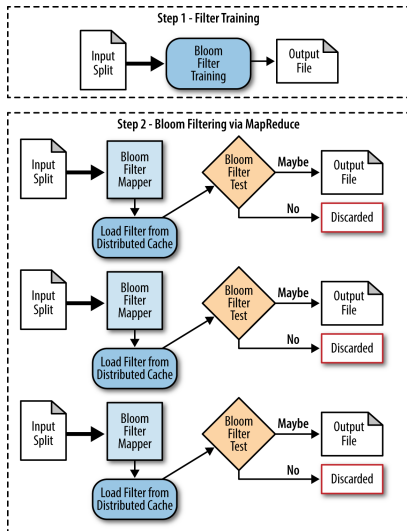 Step 1 - Filter Training
Input
Split
Bloom
Filter
Training
Output
File
Step 2 - Bloom Filtering via MapReduce
Input
Split
Bloom
Filter
Mapper
Load Filter from
Distributed Cache
Bloom
Filter
Test
Maybe
No
Output
File
Discarded
Input
Split
Bloom
Filter
Mapper
Load Filter from
Distributed Cache
Bloom
Filter
Test
Maybe
No
Output
File
Discarded
Input
Split
Bloom
Filter
Mapper
Load Filter from
Distributed Cache
Bloom
Filter
Test
Maybe
No
Output
File
Discarded